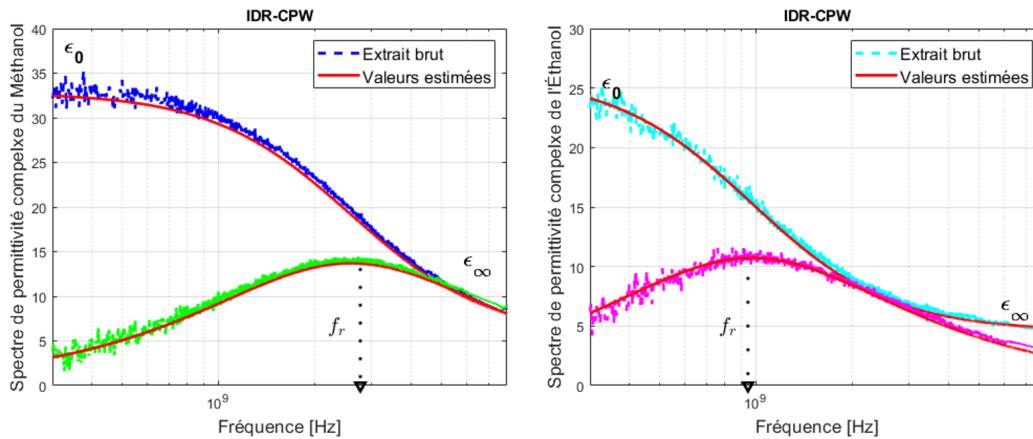 IDR-CPW
Spectre de permittivité compelxe du Méthanol
40
35
30
25
20
15
10
5
0
ϵ0
Extrait brut
Valeurs estimées
ϵ∞
fr
10^9
Fréquence [Hz]
IDR-CPW
Spectre de permittivité compelxe de l'Éthanol
30
25
20
15
10
5
0
ϵ0
Extrait brut
Valeurs estimées
ϵ∞
fr
10^9
Fréquence [Hz]